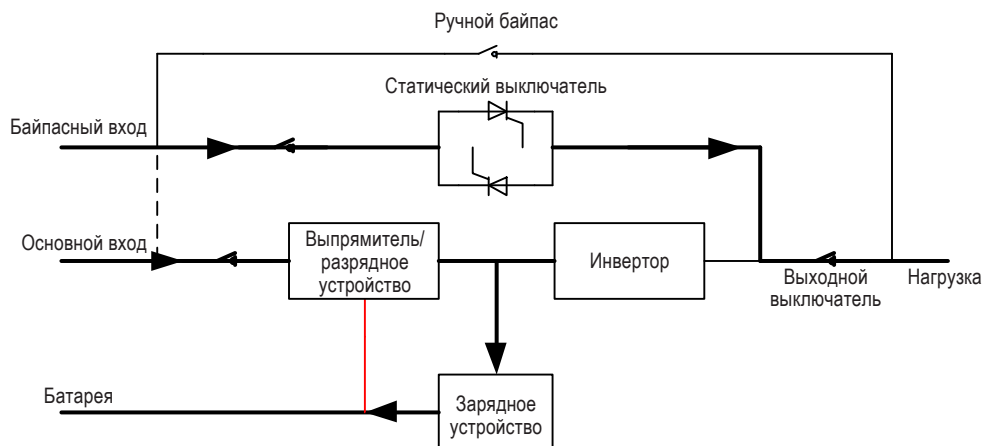 Ручной байпас
Статический выключатель
Байпасный вход
Основной вход
Выпрямитель/
разрядное
устройство
Инвертор
Выходной
выключатель
Нагрузка
Батарея
Зарядное
устройство